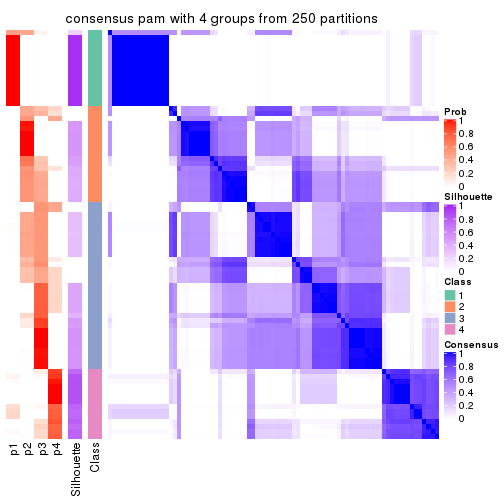 consensus pam with 4 groups from 250 partitions
Prob
1
0.8
0.6
0.4
0.2
0
Silhouette
1
0.8
0.6
0.4
0.2
0
Class
1
2
3
4
Consensus
1
0.8
0.6
0.4
0.2
0
p1
p2
p3
p4
Silhouette
Class